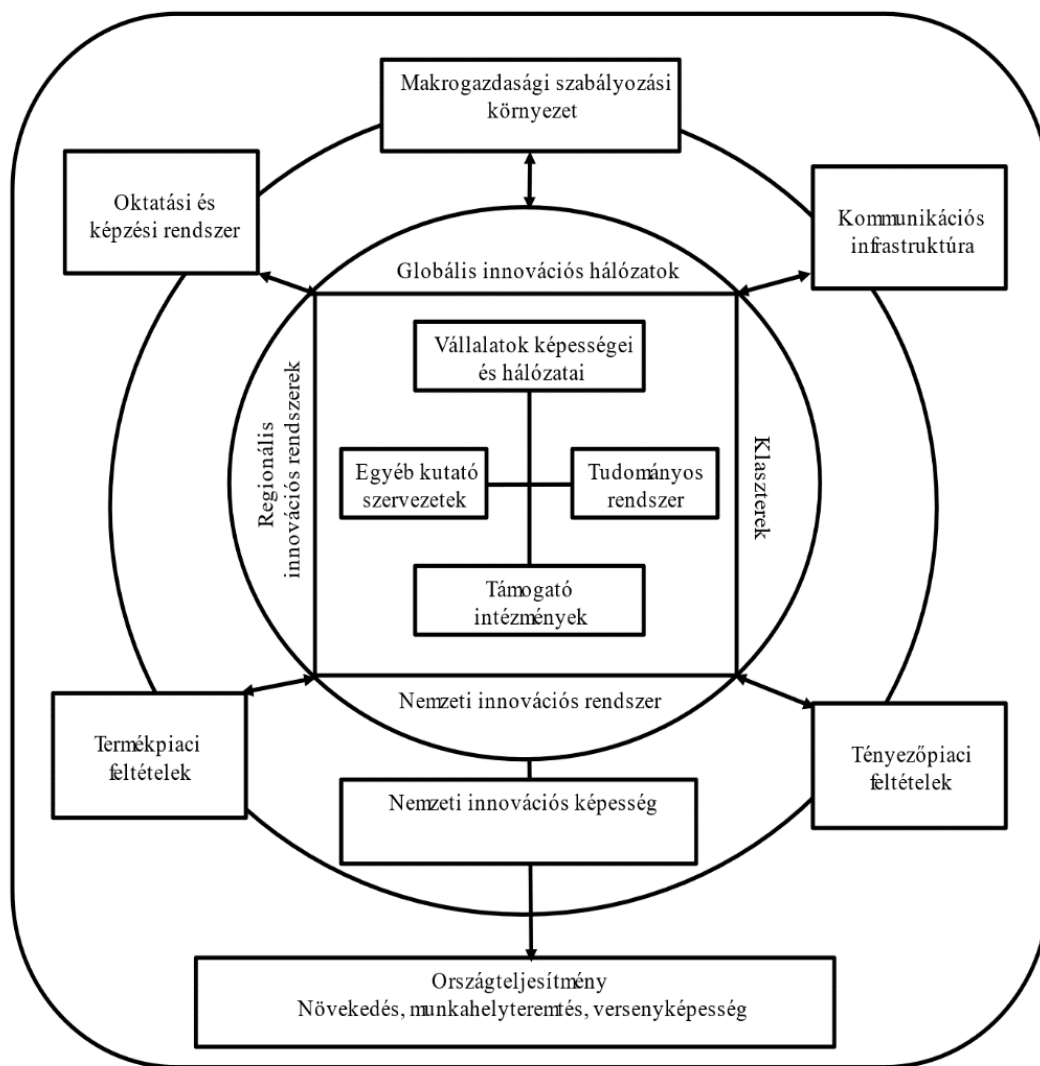 Makrogazdasági szabályozási
környezet
Oktatási és
képzési rendszer
Kommunikációs
infrastruktúra
Globális innovációs hálózatok
Vállalatok képességei
és hálózatai
Regionális
innovációs rendszerek
Egyéb kutató
szervezetek
Tudományos
rendszer
Klaszterek
Támogató
intézmények
Nemzeti innovációs rendszer
Termékpiaci
feltételek
Tényezőpiaci
feltételek
Nemzeti innovációs képesség
Országteljesítmény
Növekedés, munkahelyteremtés, versenyképesség